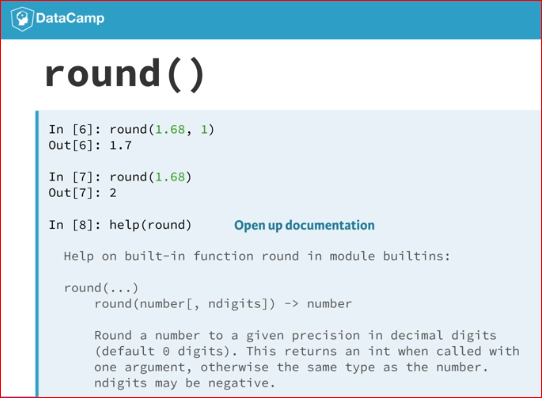 DataCamp
round()
In [6]: round(1.68, 1)
Out[6]: 1.7
In [7]: round(1.68)
Out[7]: 2
In [8]: help(round) Open up documentation
Help on built-in function round in module builtins:
round(...)
round(number[, ndigits]) -> number
Round a number to a given precision in decimal digits
(default 0 digits). This returns an int when called with
one argument, otherwise the same type as the number.
ndigits may be negative.